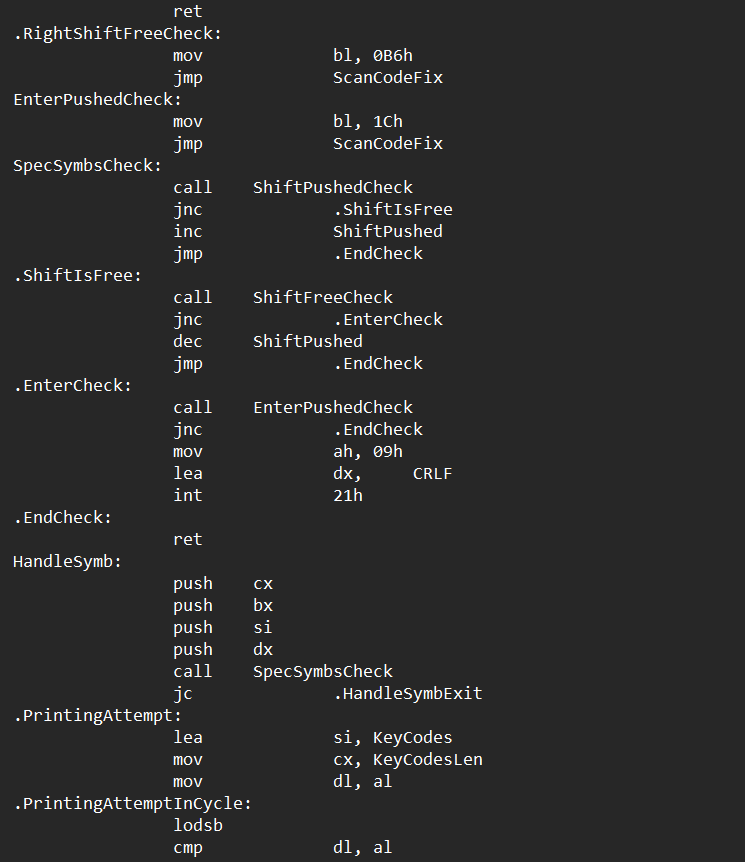 ret
.RightShiftFreeCheck:
mov bl, 0B6h
jmp ScanCodeFix
EnterPushedCheck:
mov bl, 1Ch
jmp ScanCodeFix
SpecSymbsCheck:
call ShiftPushedCheck
jnc .ShiftIsFree
inc ShiftPushed
jmp .EndCheck
.ShiftIsFree:
call ShiftFreeCheck
jnc .EnterCheck
dec ShiftPushed
jmp .EndCheck
.EnterCheck:
call EnterPushedCheck
jnc .EndCheck
mov ah, 09h
lea dx, CRLF
int 21h
.EndCheck:
ret
HandleSymb:
push cx
push bx
push si
push dx
call SpecSymbsCheck
jc .HandleSymbExit
.PrintingAttempt:
lea si, KeyCodes
mov cx, KeyCodesLen
mov dl, al
.PrintingAttemptInCycle:
lodsb
cmp dl, al